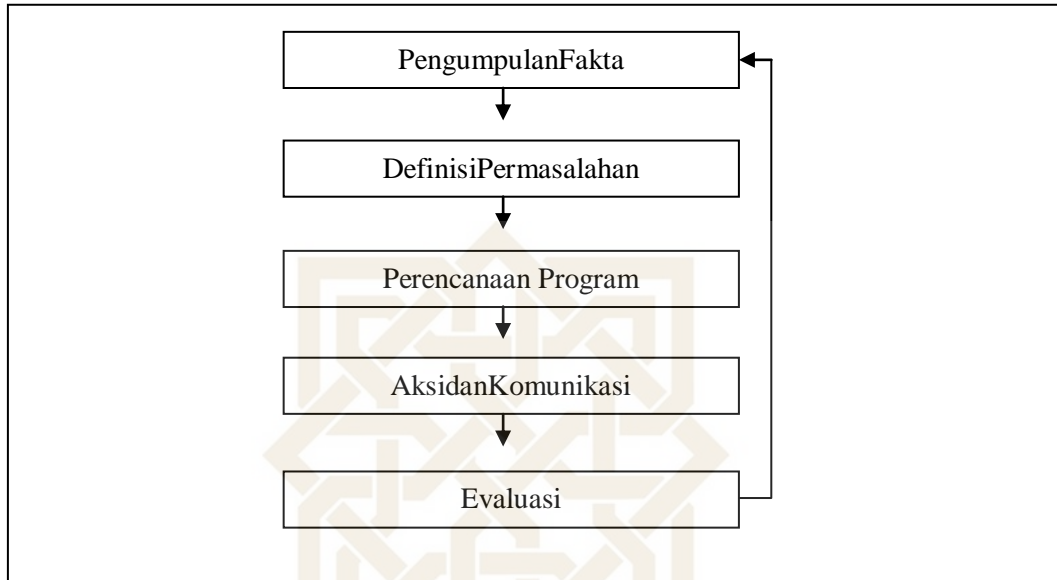 PengumpulanFakta
DefinisiPermasalahan
Perencanaan Program
AksidanKomunikasi
Evaluasi